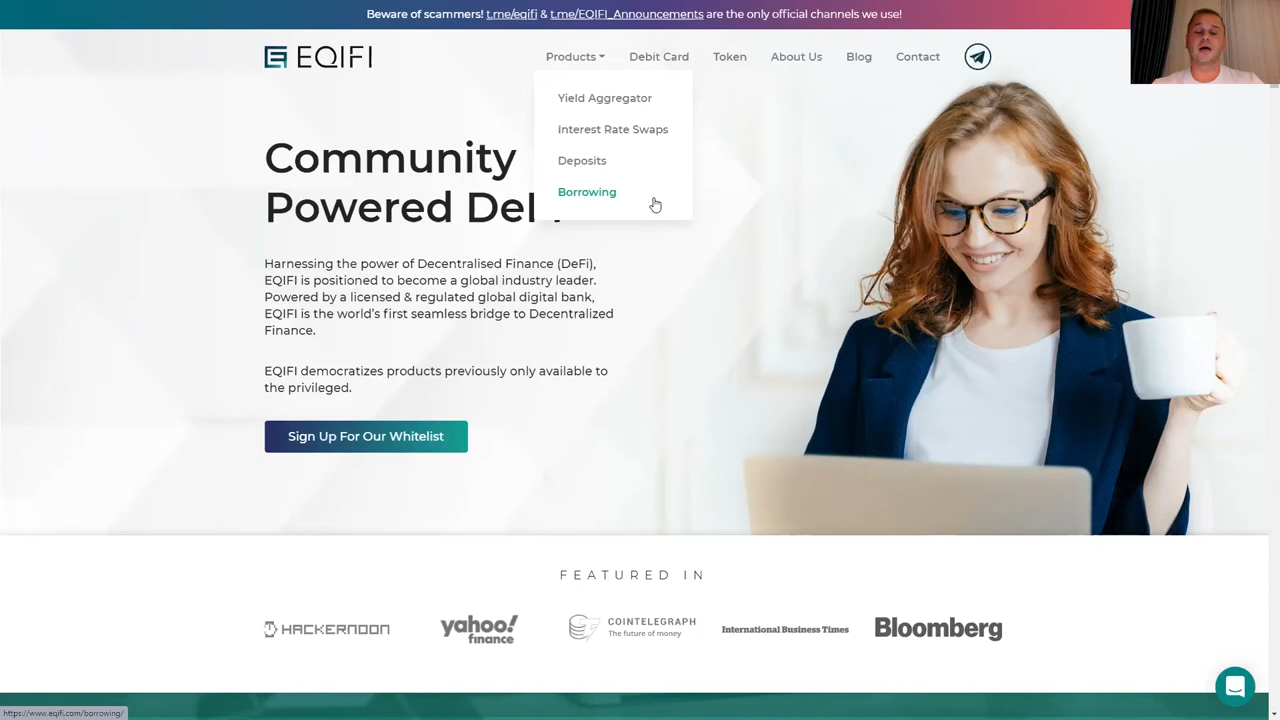 Beware of scammers! t.me/eqifi & t.me/EQIFI_Announcements are the only official channels we use!
EQIFI
Products
Debit Card
Token
About Us
Blog
Contact
Yield Aggregator
Interest Rate Swaps
Deposits
Borrowing
Community
Powered DeF
Harnessing the power of Decentralised Finance (DeFi),
EQIFI is positioned to become a global industry leader.
Powered by a licensed & regulated global digital bank,
EQIFI is the world's first seamless bridge to Decentralized
Finance.
EQIFI democratizes products previously only available to
the privileged.
Sign Up For Our Whitelist
FEATURED IN
HACKERNOON
yahoo!
finance
COINTELEGRAPH
The future of money
International Business Times
Bloomberg
https://www.eqifi.com/borrowing/